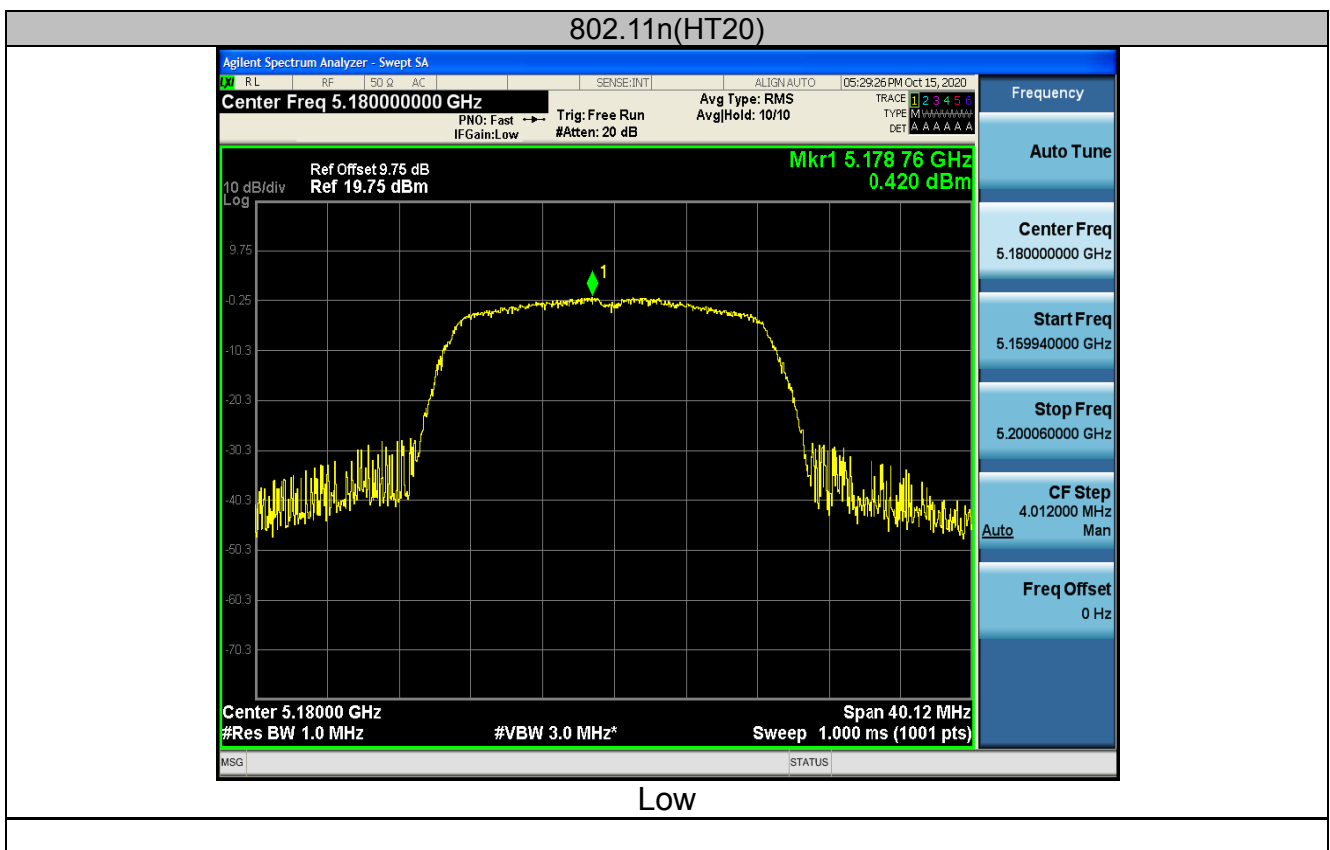 802.11n(HT20)
Agilent Spectrum Analyzer - Swept SA
LXI RL RF 50 Ω AC SENSE:INT ALIGN AUTO 05:29:26 PM Oct 15, 2020
Center Freq 5.180000000 GHz
PNO: Fast
IFGain:Low
Trig: Free Run
#Atten: 20 dB
Avg Type: RMS
Avg|Hold: 10/10
TRACE 1 2 3 4 5 6
TYPE M
DET A A A A A A
Mkr1 5.178 76 GHz
0.420 dBm
Ref Offset 9.75 dB
10 dB/div Ref 19.75 dBm
Log
9.75
-0.25
-10.3
-20.3
-30.3
-40.3
-50.3
-60.3
-70.3
1
Center 5.18000 GHz Span 40.12 MHz
#Res BW 1.0 MHz #VBW 3.0 MHz* Sweep 1.000 ms (1001 pts)
MSG STATUS
Frequency
Auto Tune
Center Freq
5.180000000 GHz
Start Freq
5.159940000 GHz
Stop Freq
5.200060000 GHz
CF Step
4.012000 MHz
Auto Man
Freq Offset
0 Hz
Low